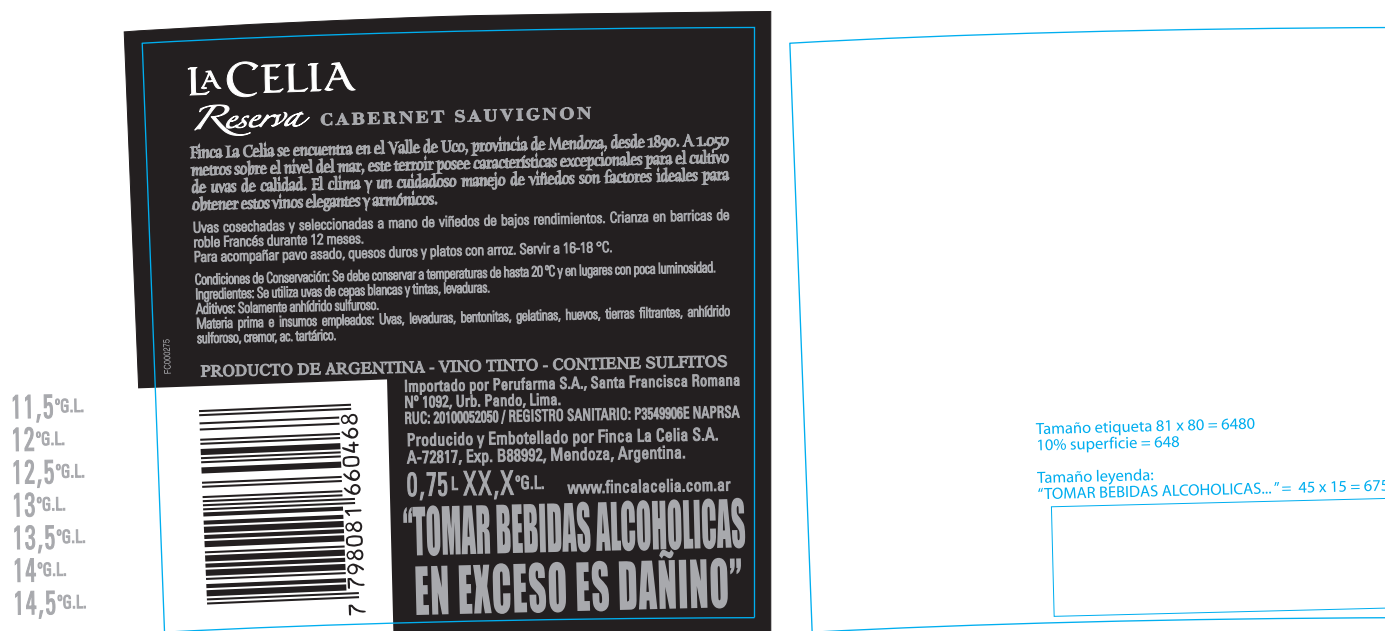 LA CELIA
Reserva CABERNET SAUVIGNON
Finca La Celia se encuentra en el Valle de Uco, provincia de Mendoza, desde 1890. A 1.050
metros sobre el nivel del mar, este terroir posee características excepcionales para el cultivo
de uvas de calidad. El clima y un cuidadoso manejo de viñedos son factores ideales para
obtener estos vinos elegantes y armónicos.
Uvas cosechadas y seleccionadas a mano de viñedos de bajos rendimientos. Crianza en barricas de
roble Francés durante 12 meses.
Para acompañar pavo asado, quesos duros y platos con arroz. Servir a 16-18 °C.
Condiciones de Conservación: Se debe conservar a temperaturas de hasta 20 °C y en lugares con poca luminosidad.
Ingredientes: Se utiliza uvas de cepas blancas y tintas, levaduras.
Aditivos: Solamente anhídrido sulfuroso.
Materia prima e insumos empleados: Uvas, levaduras, bentonitas, gelatinas, huevos, tierras filtrantes, anhídrido
sulforoso, cremor, ac. tartárico.
FC000275
PRODUCTO DE ARGENTINA - VINO TINTO - CONTIENE SULFITOS
Importado por Perufarma S.A., Santa Francisca Romana
N° 1092, Urb. Pando, Lima.
RUC: 20100052050 / REGISTRO SANITARIO: P3549906E NAPRSA
Producido y Embotellado por Finca La Celia S.A.
A-72817, Exp. B88992, Mendoza, Argentina.
0,75 L XX,X °G.L. www.fincalacelia.com.ar
“TOMAR BEBIDAS ALCOHOLICAS
EN EXCESO ES DAÑINO”
7 798081 660468
11,5°G.L.
12°G.L.
12,5°G.L.
13°G.L.
13,5°G.L.
14°G.L.
14,5°G.L.
Tamaño etiqueta 81 x 80 = 6480
10% superficie = 648
Tamaño leyenda:
“TOMAR BEBIDAS ALCOHOLICAS...” = 45 x 15 = 675